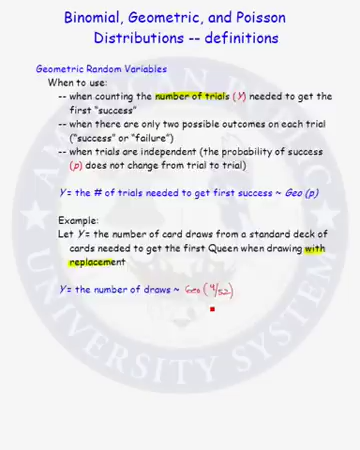 Binomial, Geometric, and Poisson
Distributions -- definitions
Geometric Random Variables
When to use:
-- when counting the number of trials (Y) needed to get the
first "success"
-- when there are only two possible outcomes on each trial
("success" or "failure")
-- when trials are independent (the probability of success
(p) does not change from trial to trial)
Y = the # of trials needed to get first success ~ Geo (p)
Example:
Let Y = the number of card draws from a standard deck of
cards needed to get the first Queen when drawing with
replacement
Y = the number of draws ~ Geo (4/52)
UNIVERSITY SYSTEM